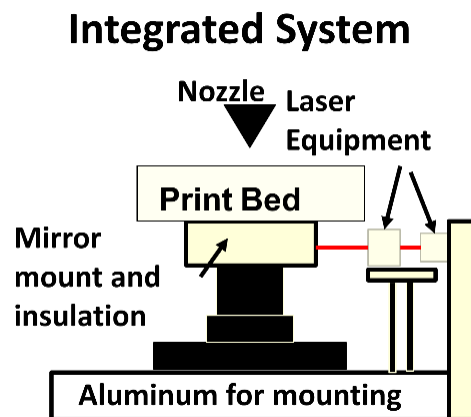 Integrated System
Nozzle
Laser
Equipment
Print Bed
Mirror
mount and
insulation
Aluminum for mounting